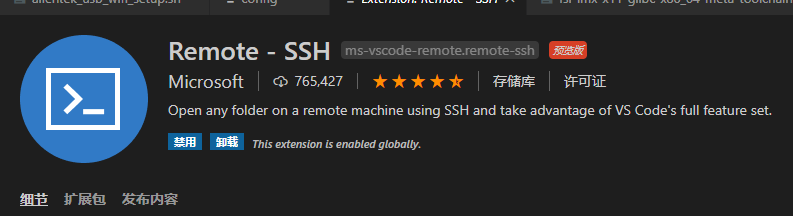 config
Extension: Remote - SSH
Remote - SSH ms-vscode-remote.remote-ssh 预览版
Microsoft 765,427 存储库 许可证
Open any folder on a remote machine using SSH and take advantage of VS Code's full feature set.
禁用 卸载 This extension is enabled globally.
细节 扩展包 发布内容